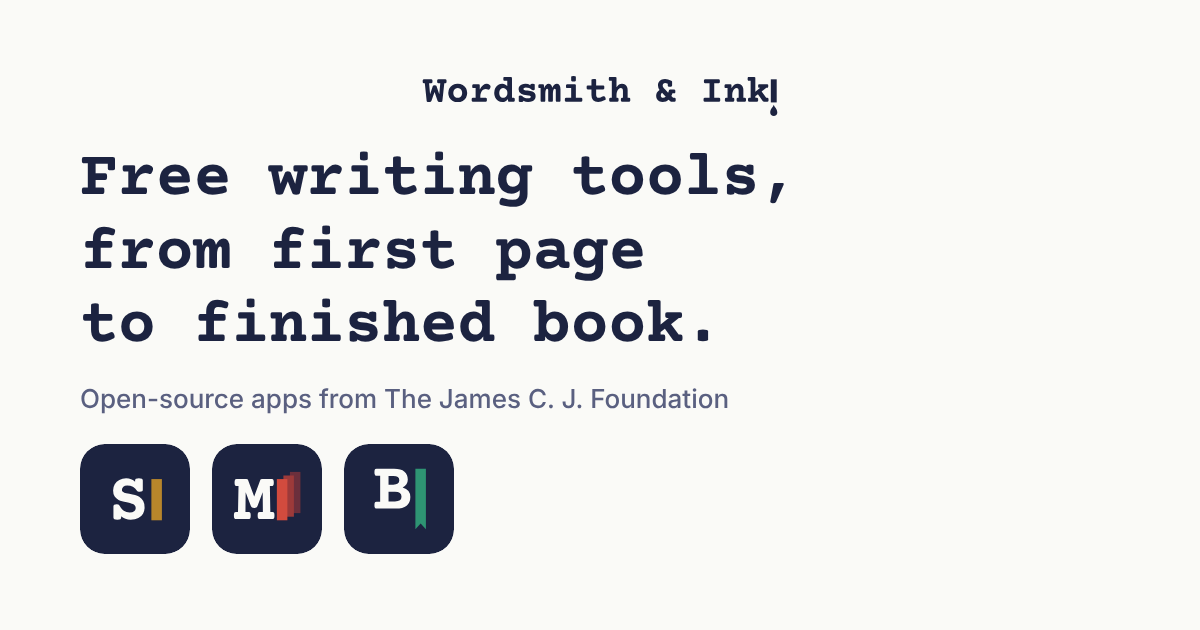 Wordsmith & Ink
Free writing tools,
from first page
to finished book.
Open-source apps from The James C. J. Foundation
S M B